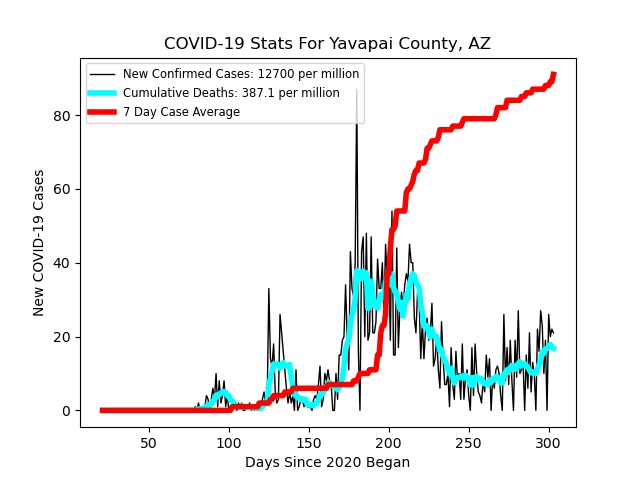 COVID-19 Stats For Yavapai County, AZ
New Confirmed Cases: 12700 per million
Cumulative Deaths: 387.1 per million
7 Day Case Average
New COVID-19 Cases
80
60
40
20
0
50 100 150 200 250 300
Days Since 2020 Began